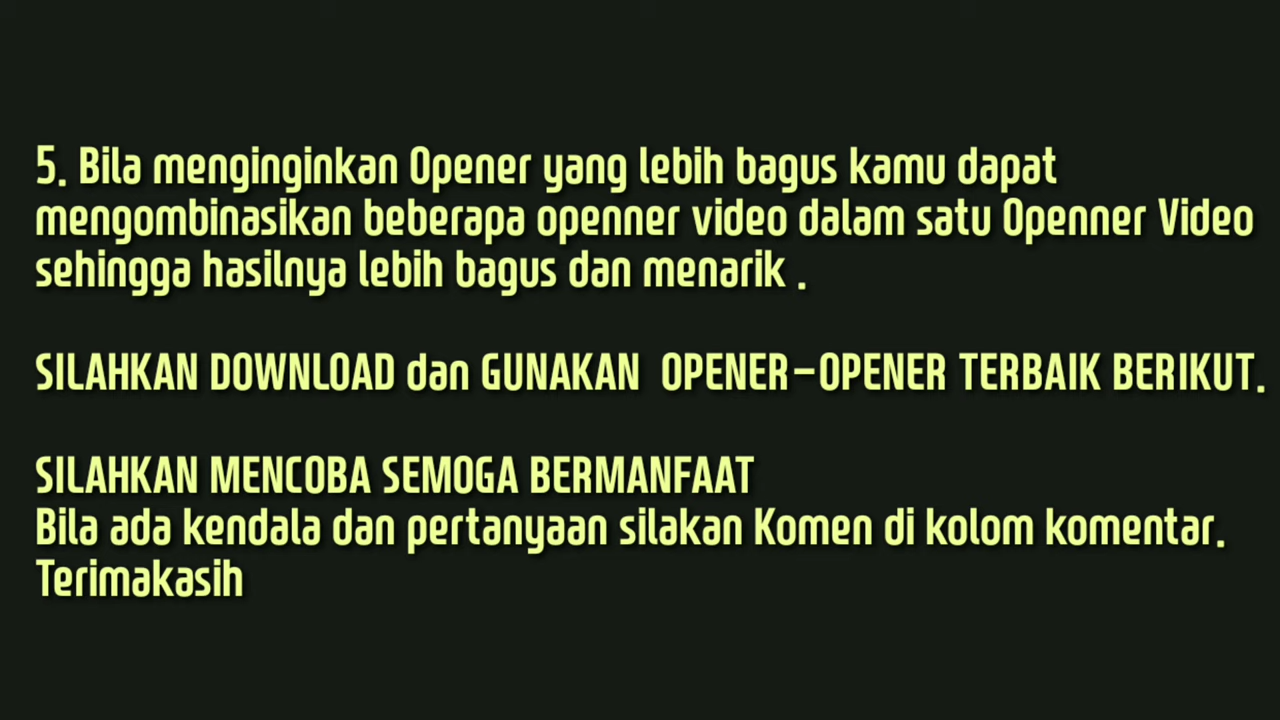 5. Bila menginginkan Opener yang lebih bagus kamu dapat
mengombinasikan beberapa openner video dalam satu Openner Video
sehingga hasilnya lebih bagus dan menarik .
SILAHKAN DOWNLOAD dan GUNAKAN OPENER-OPENER TERBAIK BERIKUT.
SILAHKAN MENCOBA SEMOGA BERMANFAAT
Bila ada kendala dan pertanyaan silakan Komen di kolom komentar.
Terimakasih